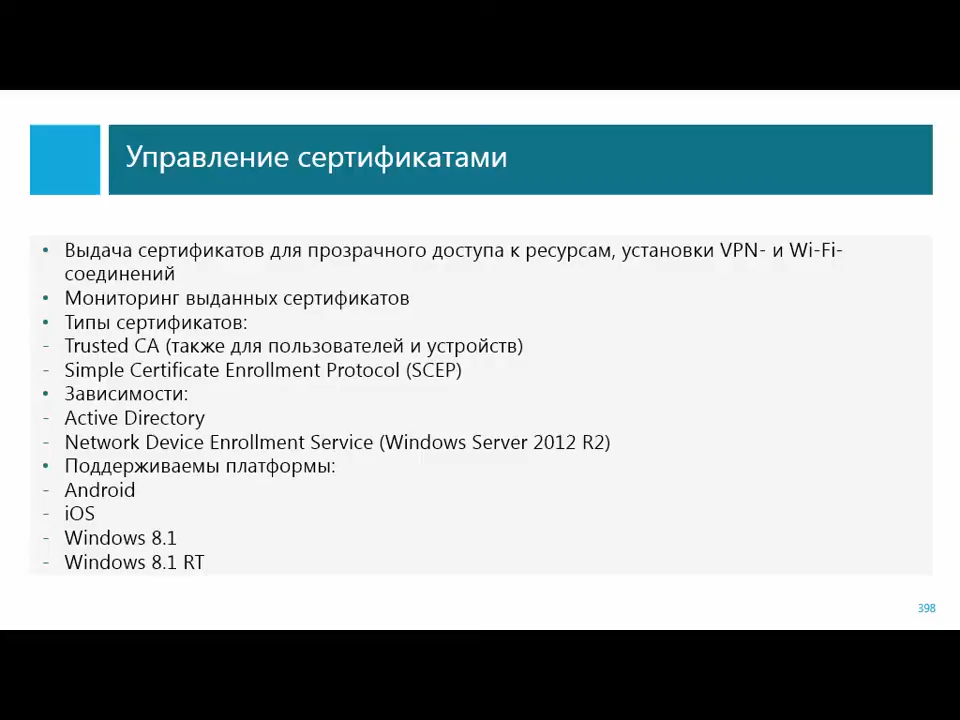 Управление сертификатами
• Выдача сертификатов для прозрачного доступа к ресурсам, установки VPN- и Wi-Fi-
соединений
• Мониторинг выданных сертификатов
• Типы сертификатов:
- Trusted CA (также для пользователей и устройств)
- Simple Certificate Enrollment Protocol (SCEP)
• Зависимости:
- Active Directory
- Network Device Enrollment Service (Windows Server 2012 R2)
• Поддерживаемы платформы:
- Android
- iOS
- Windows 8.1
- Windows 8.1 RT
398